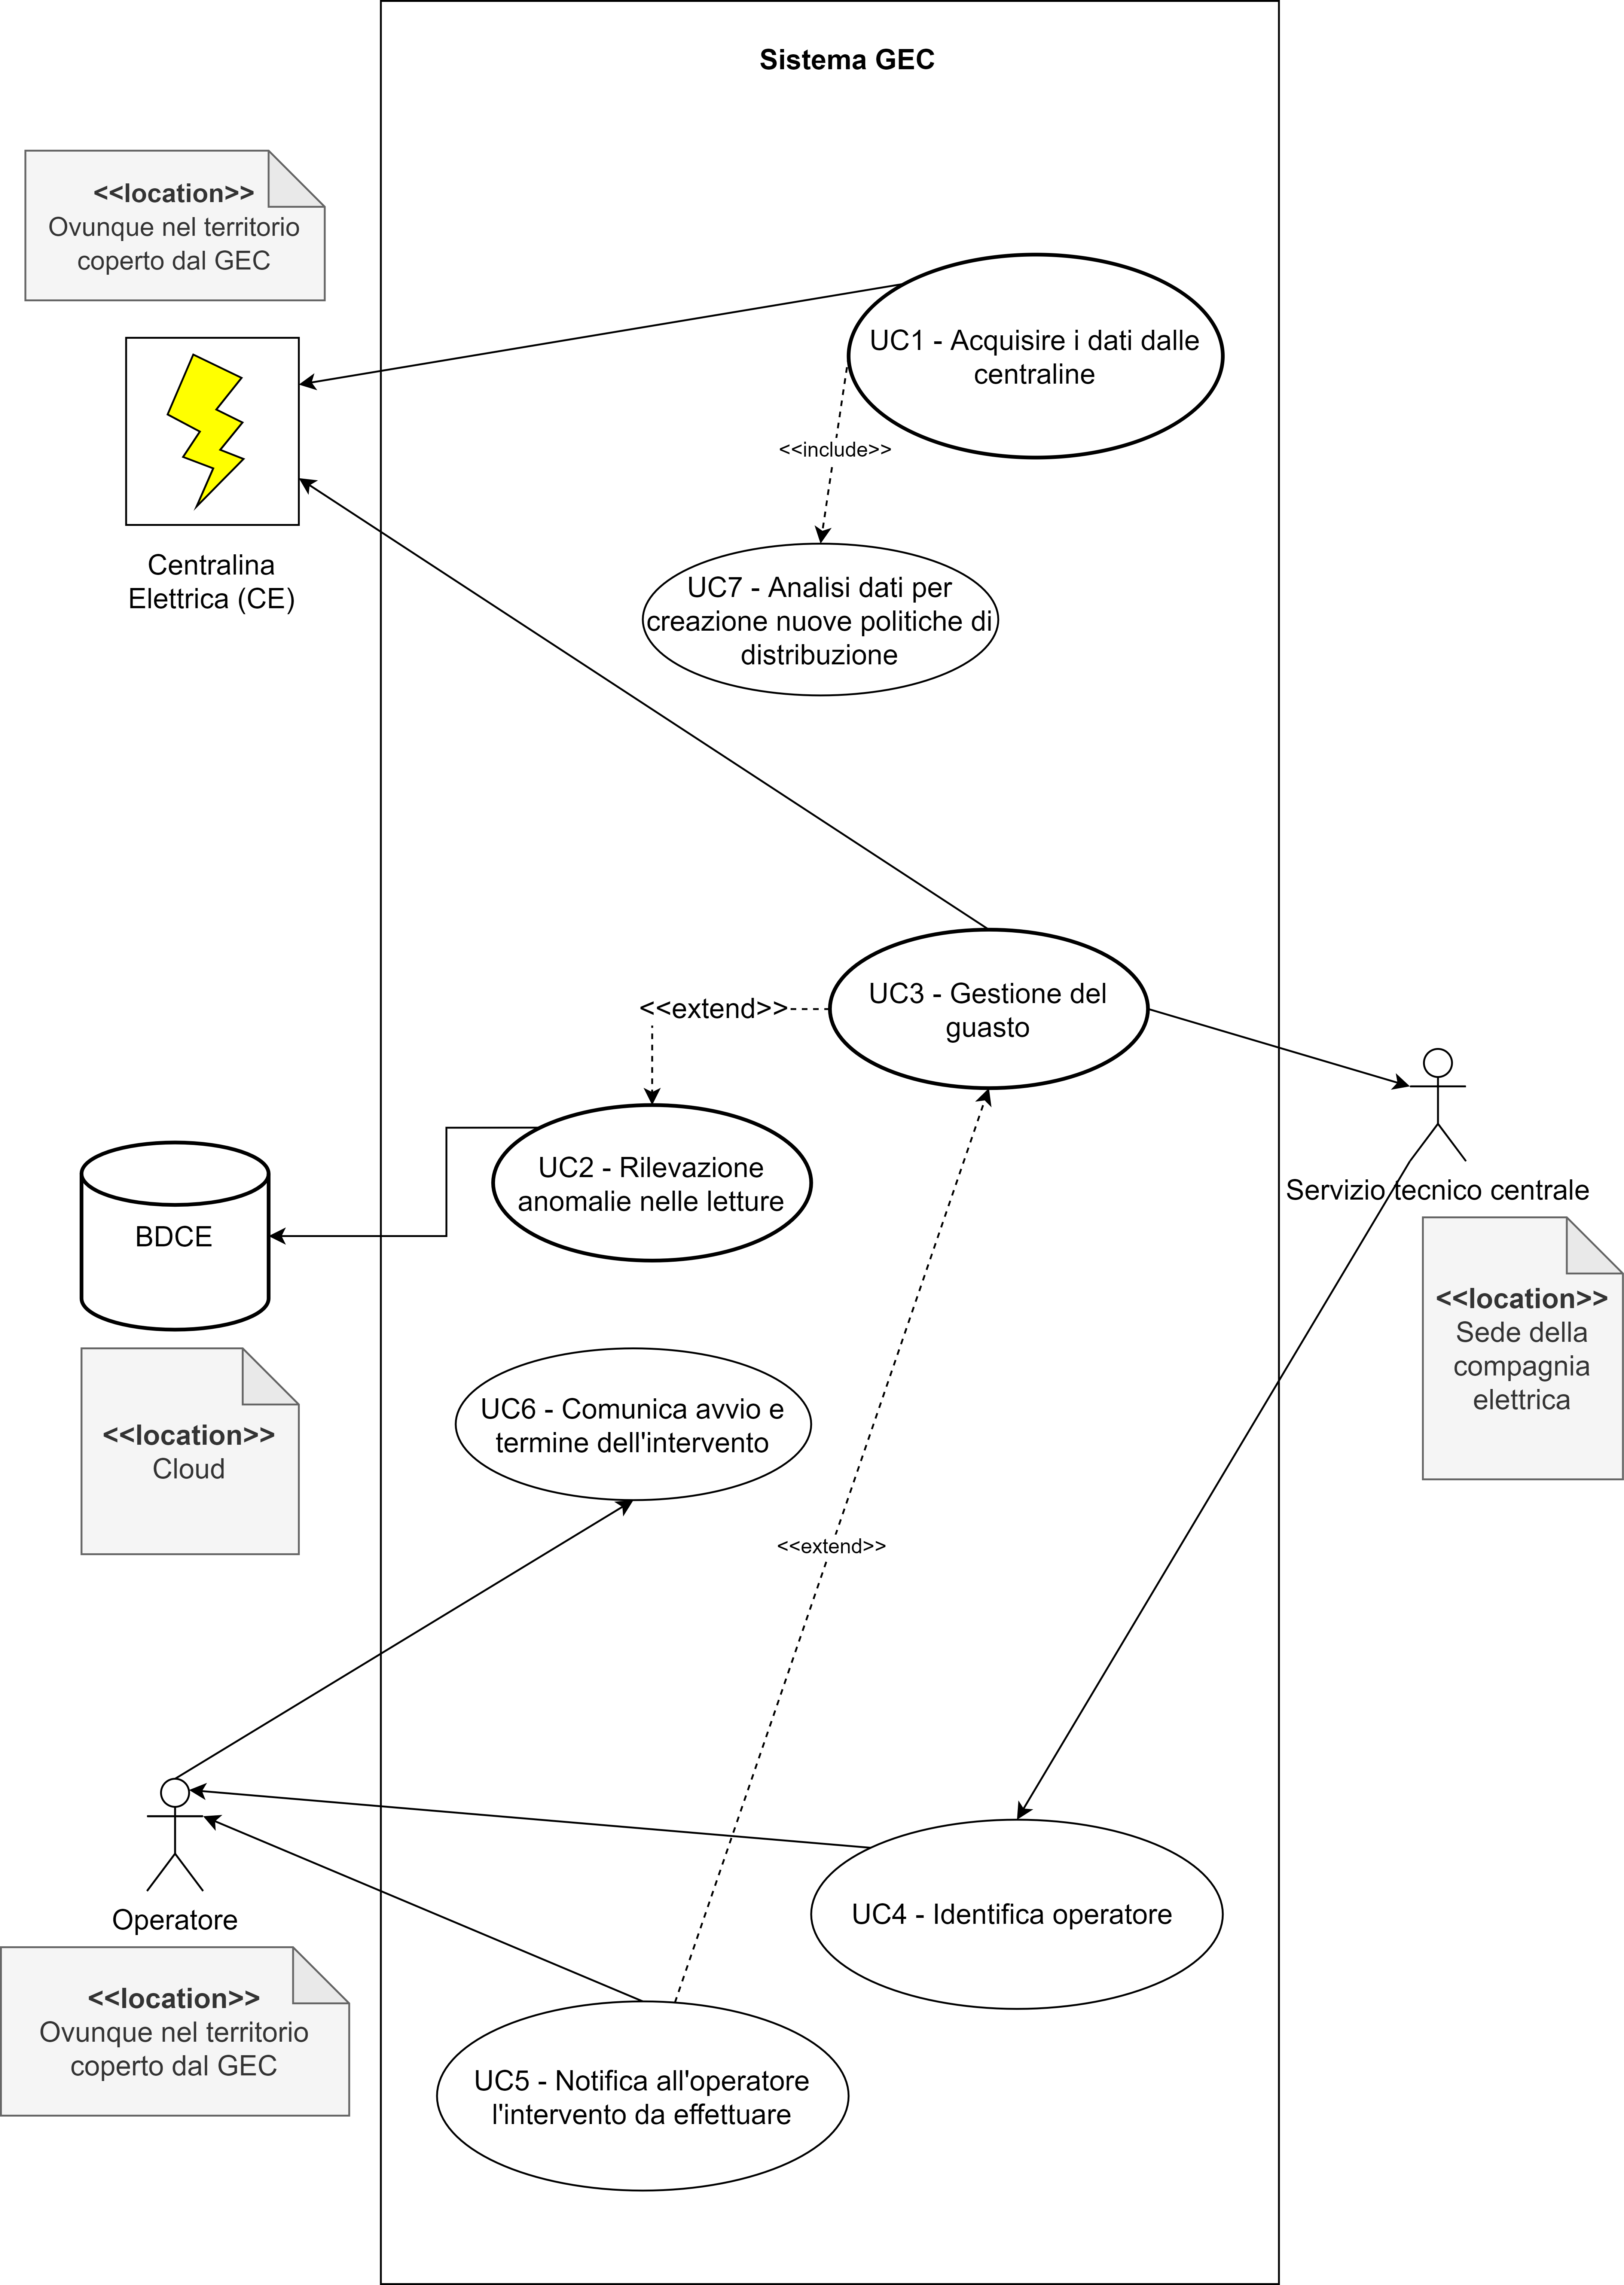 Sistema GEC
<<location>>
Ovunque nel territorio
coperto dal GEC
UC1 - Acquisire i dati dalle
centraline
<<include>>
Centralina
Elettrica (CE)
UC7 - Analisi dati per
creazione nuove politiche di
distribuzione
UC3 - Gestione del
guasto
<<extend>>
UC2 - Rilevazione
anomalie nelle letture
BDCE
Servizio tecnico centrale
<<location>>
Sede della
compagnia
elettrica
<<location>>
Cloud
UC6 - Comunica avvio e
termine dell'intervento
<<extend>>
Operatore
UC4 - Identifica operatore
<<location>>
Ovunque nel territorio
coperto dal GEC
UC5 - Notifica all'operatore
l'intervento da effettuare